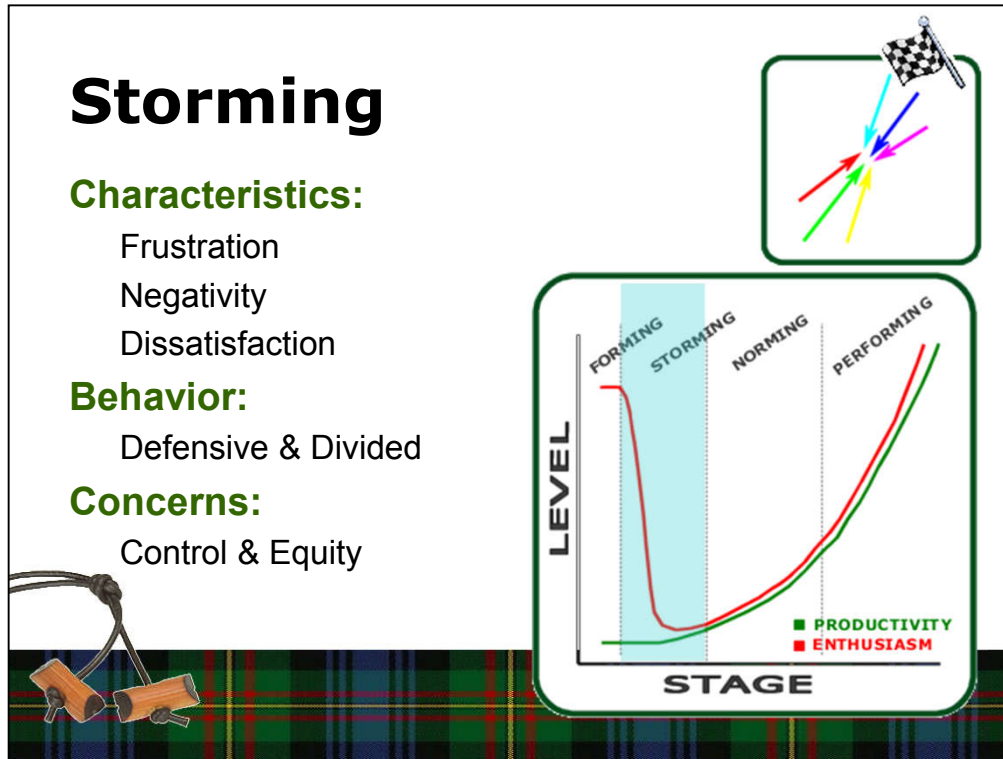 Storming
Characteristics:
Frustration
Negativity
Dissatisfaction
Behavior:
Defensive & Divided
Concerns:
Control & Equity
FORMING
STORMING
NORMING
PERFORMING
LEVEL
PRODUCTIVITY
ENTHUSIASM
STAGE